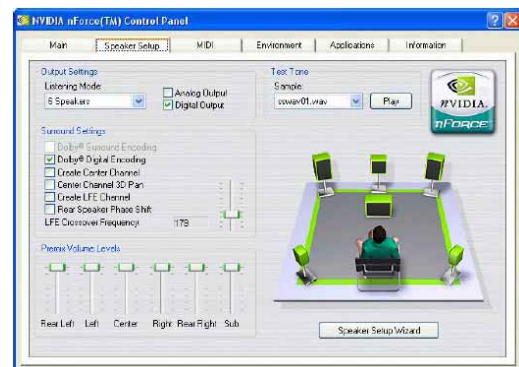 NVIDIA nForce(TM) Control Panel
Main
Speaker Setup
MIDI
Environment
Applications
Information
Output Settings
Listening Mode:
6 Speakers
Analog Output
Digital Output
Test Tone
Sample:
sswav01.wav
Play
NVIDIA.
nFORCE
Surround Settings
Dolby® Surround Encoding
Dolby® Digital Encoding
Create Center Channel
Center Channel 3D Pan
Create LFE Channel
Rear Speaker Phase Shift
LFE Crossover Frequency:
179
Premix Volume Levels
Rear Left
Left
Center
Right
Rear Right
Sub
Speaker Setup Wizard